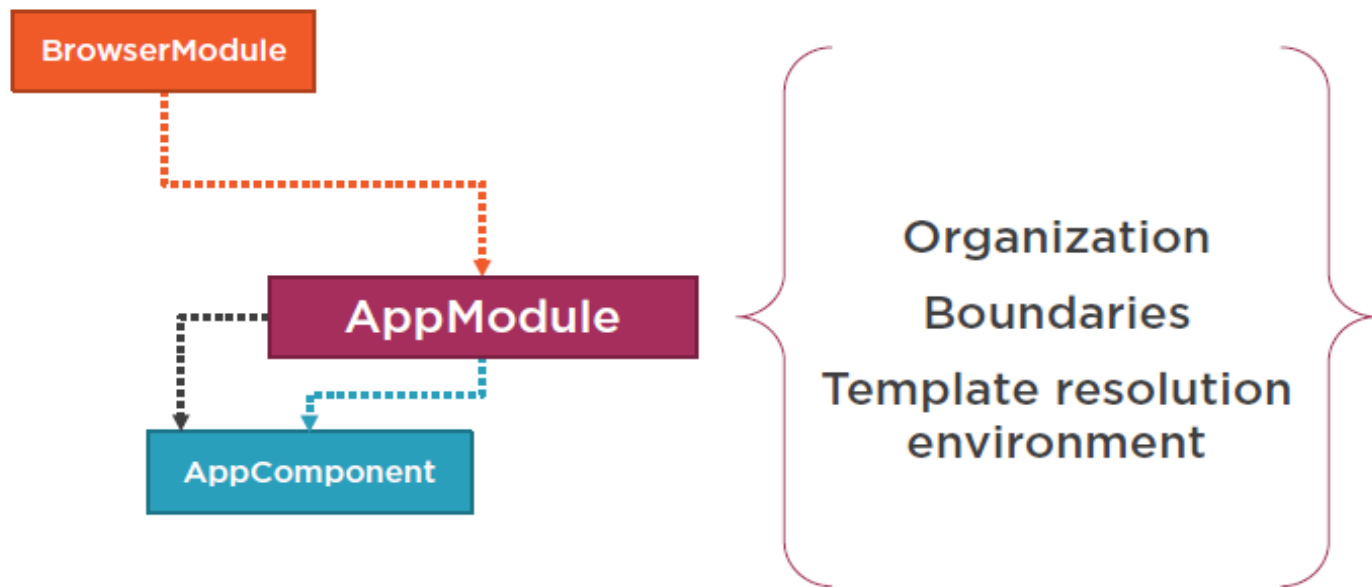 BrowserModule
AppModule
AppComponent
Organization
Boundaries
Template resolution
environment